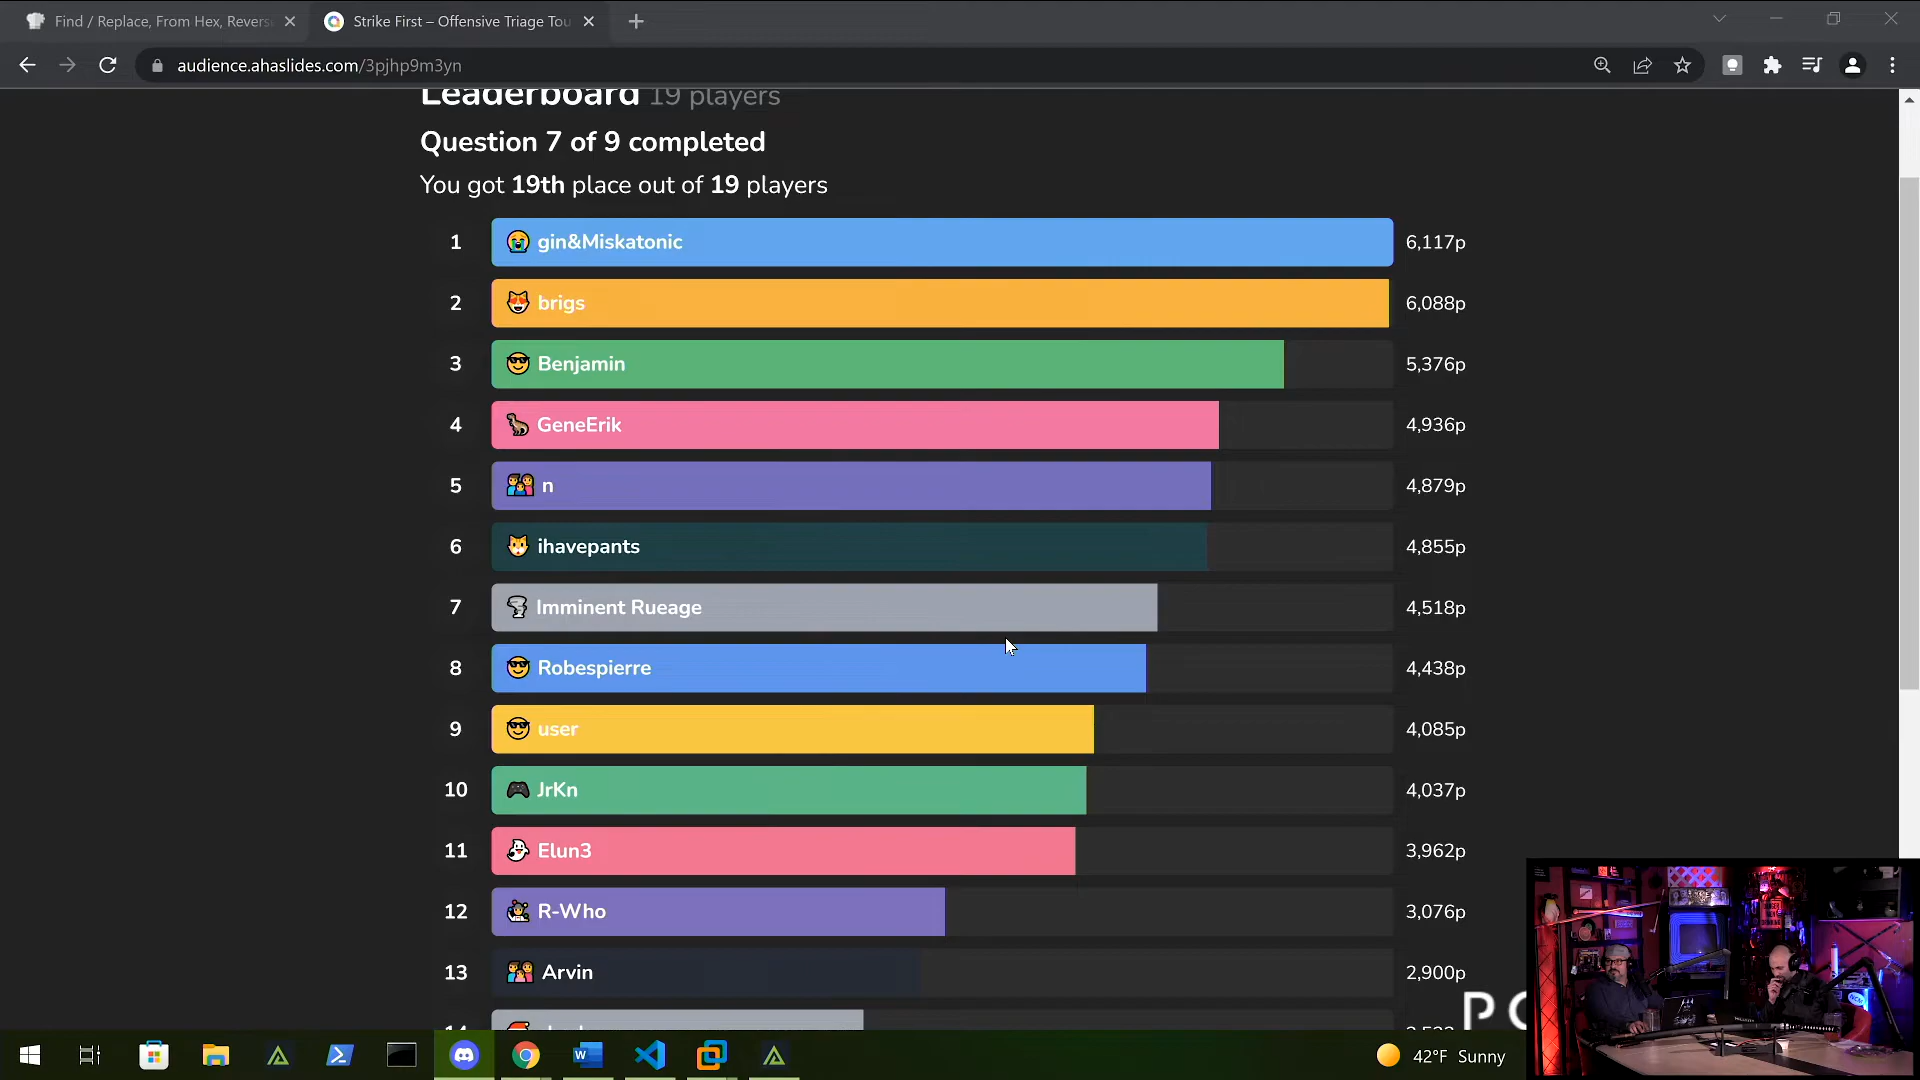 Find / Replace, From Hex, Revers
Strike First – Offensive Triage Tou
audience.ahaslides.com/3pjhp9m3yn
Leaderboard 19 players
Question 7 of 9 completed
You got 19th place out of 19 players
1 gin&Miskatonic 6,117p
2 brigs 6,088p
3 Benjamin 5,376p
4 GeneErik 4,936p
5 n 4,879p
6 ihavepants 4,855p
7 Imminent Rueage 4,518p
8 Robespierre 4,438p
9 user 4,085p
10 JrKn 4,037p
11 Elun3 3,962p
12 R-Who 3,076p
13 Arvin 2,900p
14
PO
42°F Sunny